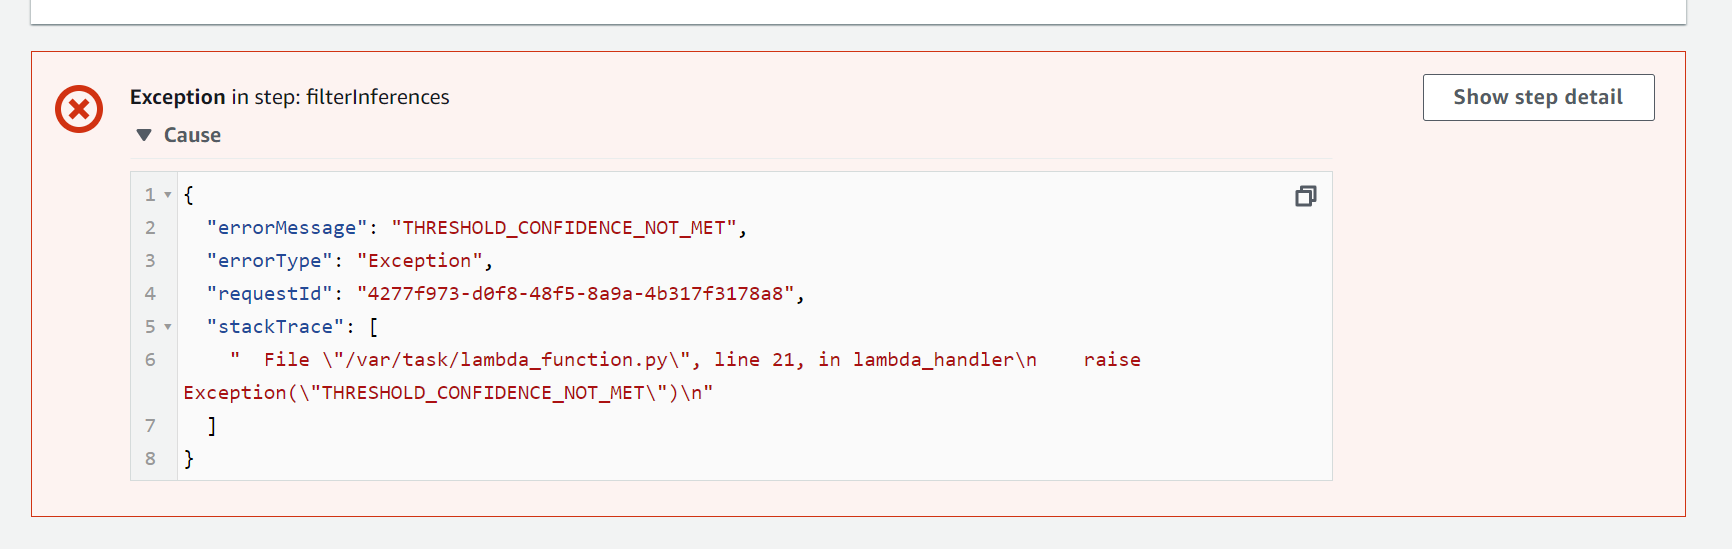 Exception in step: filterInferences
Show step detail
▼ Cause
1 {
2 "errorMessage": "THRESHOLD_CONFIDENCE_NOT_MET",
3 "errorType": "Exception",
4 "requestId": "4277f973-d0f8-48f5-8a9a-4b317f3178a8",
5 "stackTrace": [
6 "  File \"/var/task/lambda_function.py\", line 21, in lambda_handler\n    raise
Exception(\"THRESHOLD_CONFIDENCE_NOT_MET\")\n"
7 ]
8 }